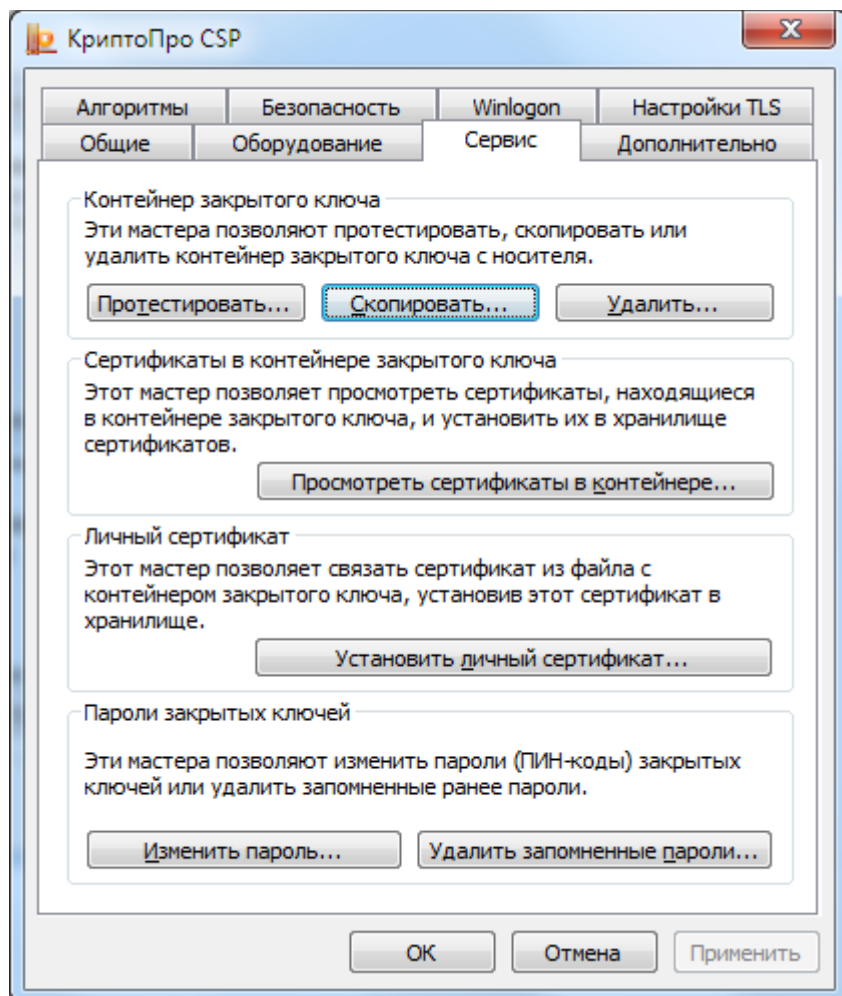 КриптоПро CSP
Алгоритмы
Безопасность
Winlogon
Настройки TLS
Общие
Оборудование
Сервис
Дополнительно
Контейнер закрытого ключа
Эти мастера позволяют протестировать, скопировать или
удалить контейнер закрытого ключа с носителя.
Протестировать...
Скопировать...
Удалить...
Сертификаты в контейнере закрытого ключа
Этот мастер позволяет просмотреть сертификаты, находящиеся
в контейнере закрытого ключа, и установить их в хранилище
сертификатов.
Просмотреть сертификаты в контейнере...
Личный сертификат
Этот мастер позволяет связать сертификат из файла с
контейнером закрытого ключа, установив этот сертификат в
хранилище.
Установить личный сертификат...
Пароли закрытых ключей
Эти мастера позволяют изменить пароли (ПИН-коды) закрытых
ключей или удалить запомненные ранее пароли.
Изменить пароль...
Удалить запомненные пароли...
ОК
Отмена
Применить